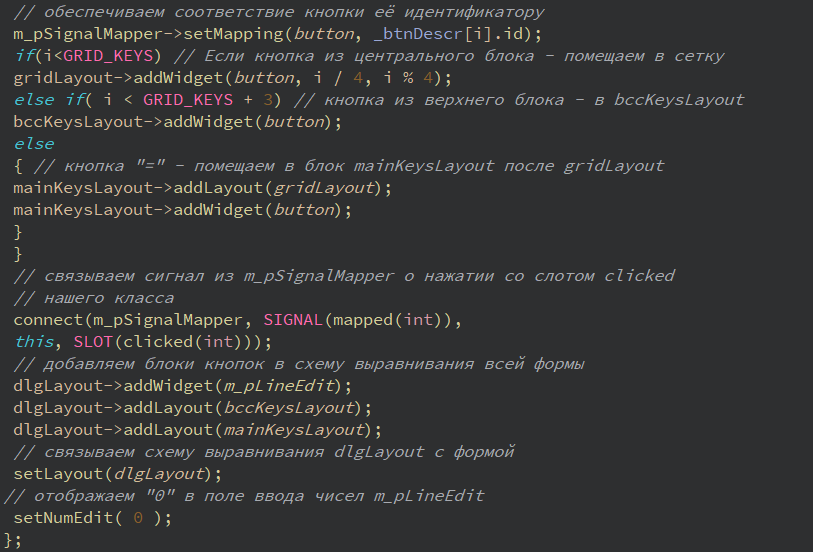 // обеспечиваем соответствие кнопки её идентификатору
m_pSignalMapper->setMapping(button, _btnDescr[i].id);
if(i<GRID_KEYS) // Если кнопка из центрального блока – помещаем в сетку
gridLayout->addWidget(button, i / 4, i % 4);
else if( i < GRID_KEYS + 3) // кнопка из верхнего блока – в bccKeysLayout
bccKeysLayout->addWidget(button);
else
{ // кнопка "=" – помещаем в блок mainKeysLayout после gridLayout
mainKeysLayout->addLayout(gridLayout);
mainKeysLayout->addWidget(button);
}
}
// связываем сигнал из m_pSignalMapper о нажатии со слотом clicked
// нашего класса
connect(m_pSignalMapper, SIGNAL(mapped(int)),
this, SLOT(clicked(int)));
// добавляем блоки кнопок в схему выравнивания всей формы
dlgLayout->addWidget(m_pLineEdit);
dlgLayout->addLayout(bccKeysLayout);
dlgLayout->addLayout(mainKeysLayout);
// связываем схему выравнивания dlgLayout с формой
setLayout(dlgLayout);
// отображаем "0" в поле ввода чисел m_pLineEdit
setNumEdit( 0 );
};